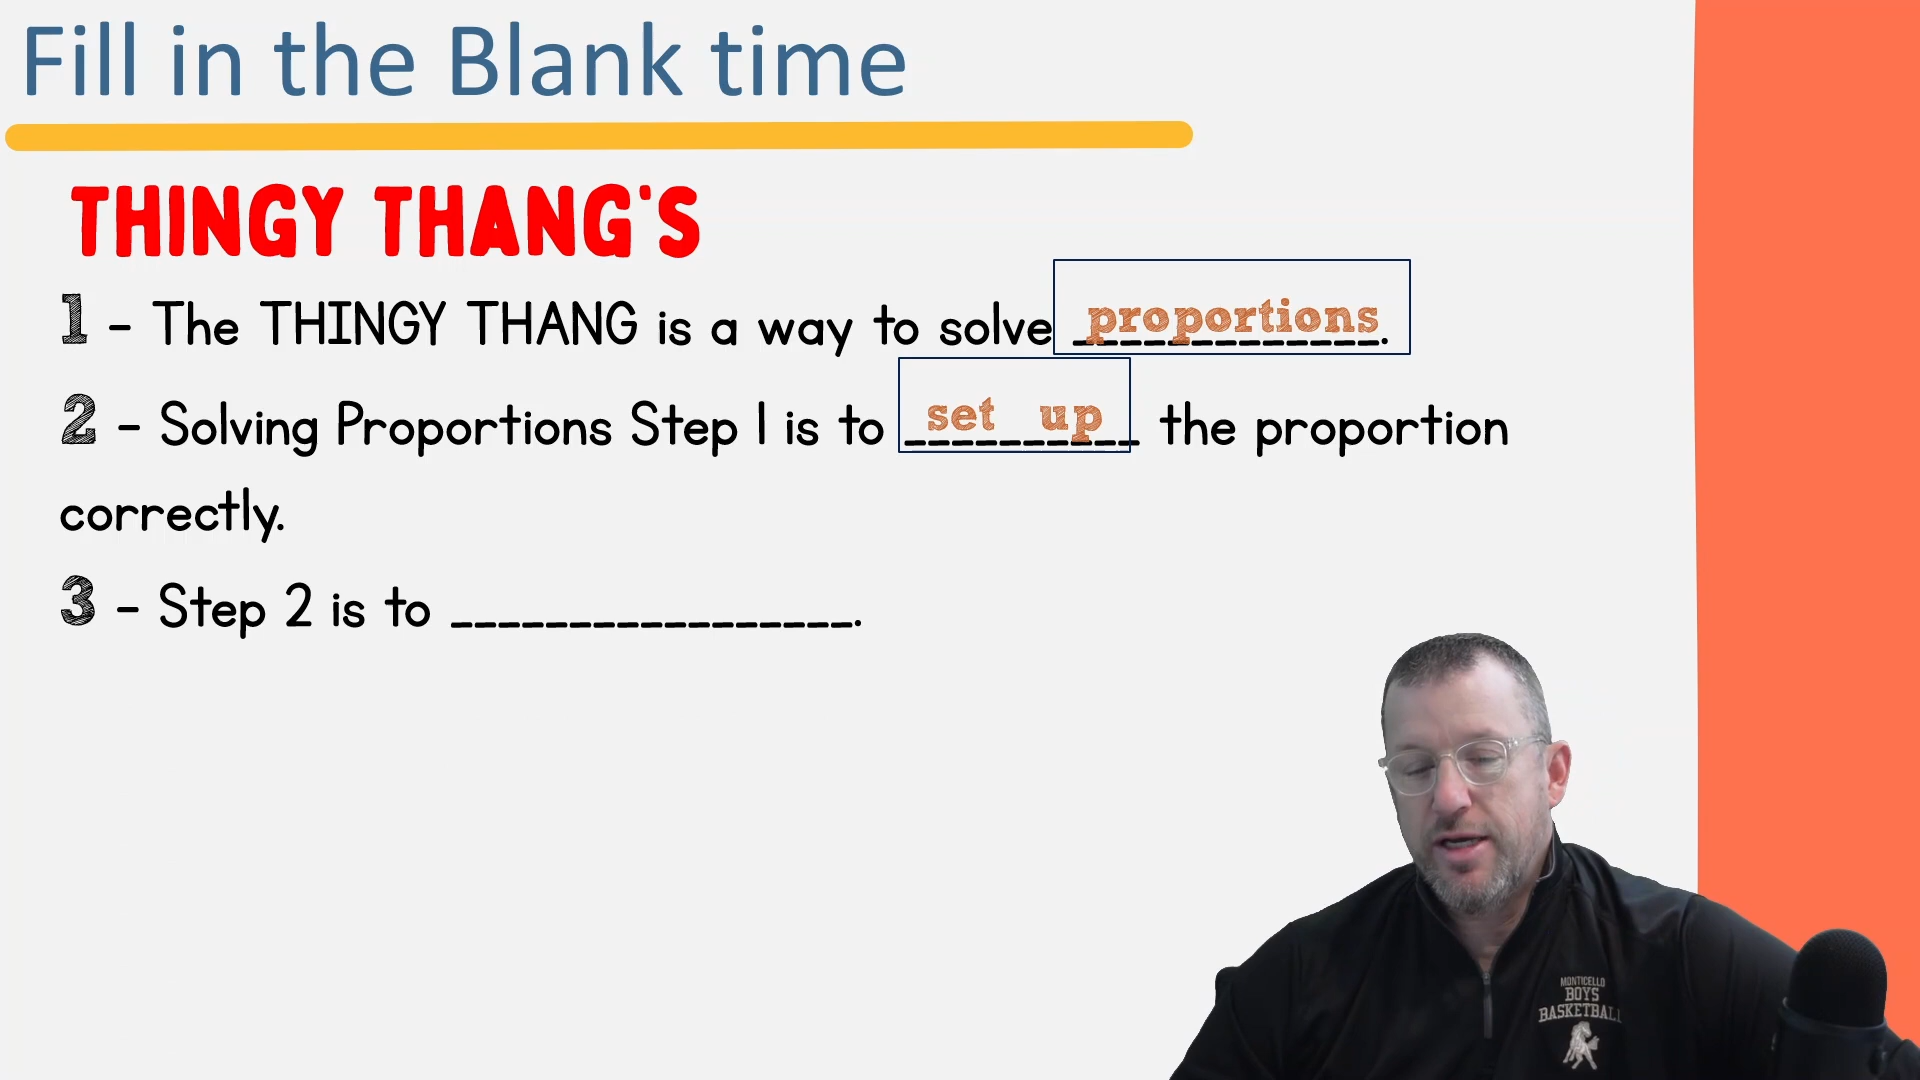 Fill in the Blank time
THINGY THANG'S
1 - The THINGY THANG is a way to solve proportions.
2 - Solving Proportions Step 1 is to set up the proportion
correctly.
3 - Step 2 is to _________________.
MONTICELLO
BOYS
BASKETBALL